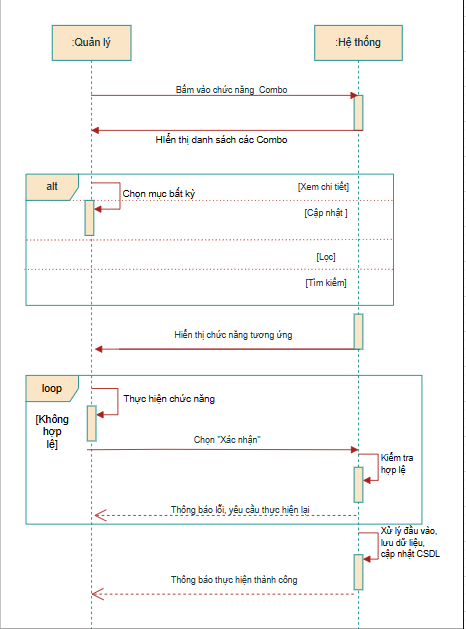 :Quản lý
:Hệ thống
Bấm vào chức năng Combo
HIển thị danh sách các Combo
alt
[Xem chi tiết]
Chọn mục bất kỳ
[Cập nhật ]
[Lọc]
[Tìm kiếm]
Hiển thị chức năng tương ứng
loop
Thực hiện chức năng
[Không
hợp
lệ]
Chọn "Xác nhận"
Kiểm tra
hợp lệ
Thông báo lỗi, yêu cầu thực hiện lại
Xử lý đầu vào,
lưu dữ liệu,
cập nhật CSDL
Thông báo thực hiện thành công